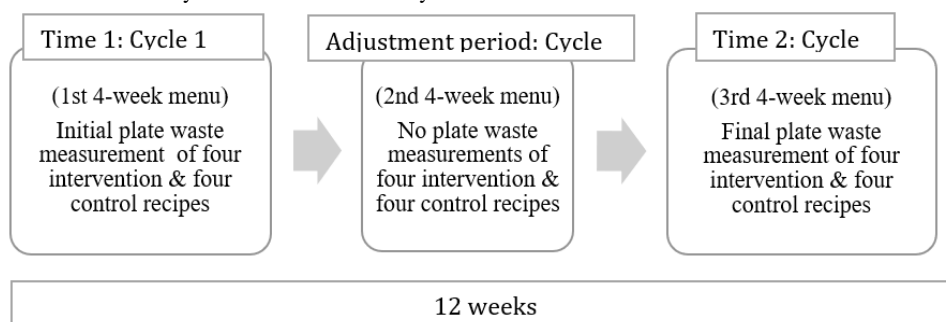 Time 1: Cycle 1
(1st 4-week menu)
Initial plate waste
measurement of four
intervention & four
control recipes
Adjustment period: Cycle
(2nd 4-week menu)
No plate waste
measurements of
four intervention &
four control recipes
Time 2: Cycle
(3rd 4-week menu)
Final plate waste
measurement of four
intervention & four
control recipes
12 weeks